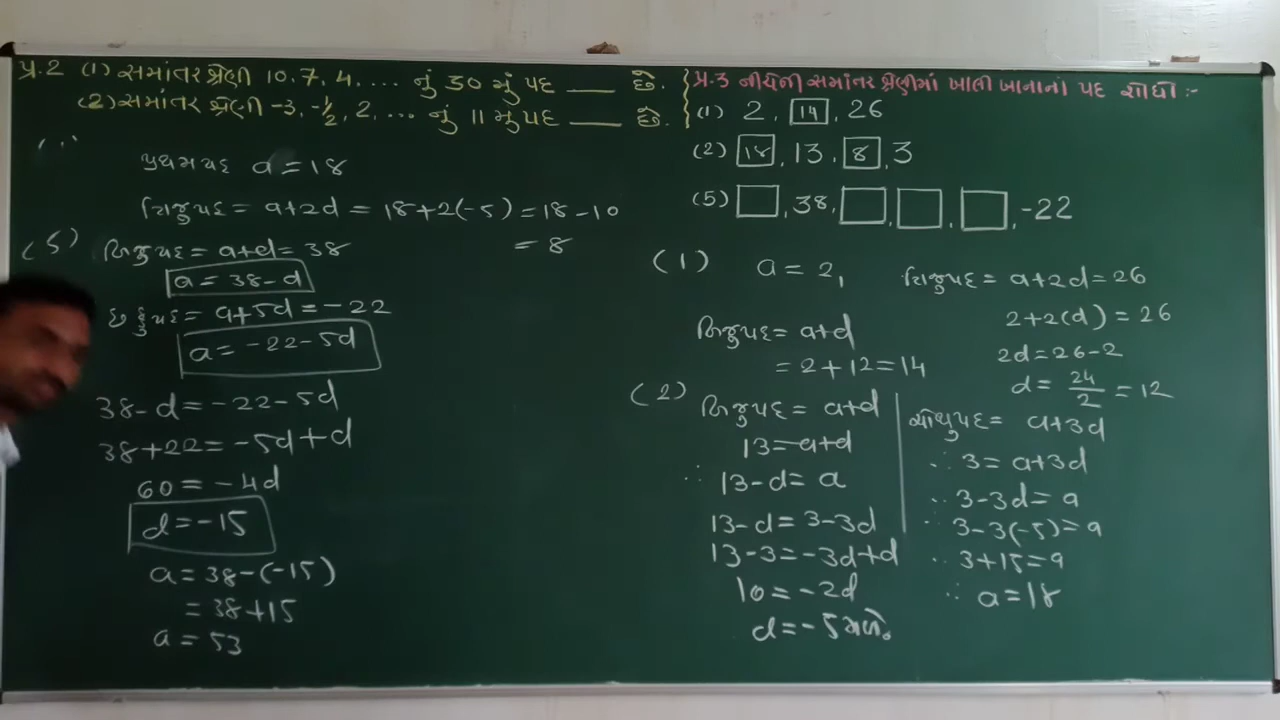 પ્ર.2 (1) સમાંતર શ્રેણી 10, 7, 4, .... નું 30 મું પદ ___ છે.
(2) સમાંતર શ્રેણી -3, -1/2, 2, ... નું 11 મું પદ ___ છે.
પ્રથમ પદ a = 18
ત્રિજુ પદ = a+2d = 18+2(-5) = 18-10
= 8
(5) બિજુ પદ = a+d = 38
a = 38-d
છઠ્ઠુ પદ = a+5d = -22
a = -22-5d
38-d = -22-5d
38+22 = -5d+d
60 = -4d
d = -15
a = 38-(-15)
= 38+15
a = 53
પ્ર.3 નીચેની સમાંતર શ્રેણીમાં ખાલી ખાનાનાં પદ શોધો :-
(1) 2, 14, 26
(2) 18, 13, 8, 3
(5) , 38, , , , -22
(1) a = 2,
બિજુ પદ = a+d
= 2+12 = 14
ત્રિજુ પદ = a+2d = 26
2+2(d) = 26
2d = 26-2
d = 24/2 = 12
(2) બિજુ પદ = a+d
13 = a+d
∴ 13-d = a
13-d = 3-3d
13-3 = -3d+d
10 = -2d
d = -5 મળે.
ચોથુ પદ = a+3d
∴ 3 = a+3d
∴ 3-3d = a
∴ 3-3(-5) = a
∴ 3+15 = a
∴ a = 18